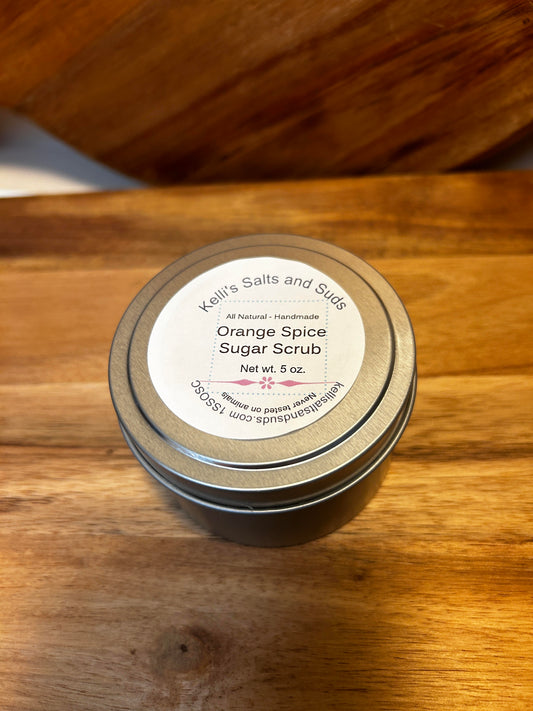 Kelli's Salts and Suds
All Natural - Handmade
Orange Spice
Sugar Scrub
Net wt. 5 oz.
Never tested on animals
kellisaltsandsuds.com 1SSOSC